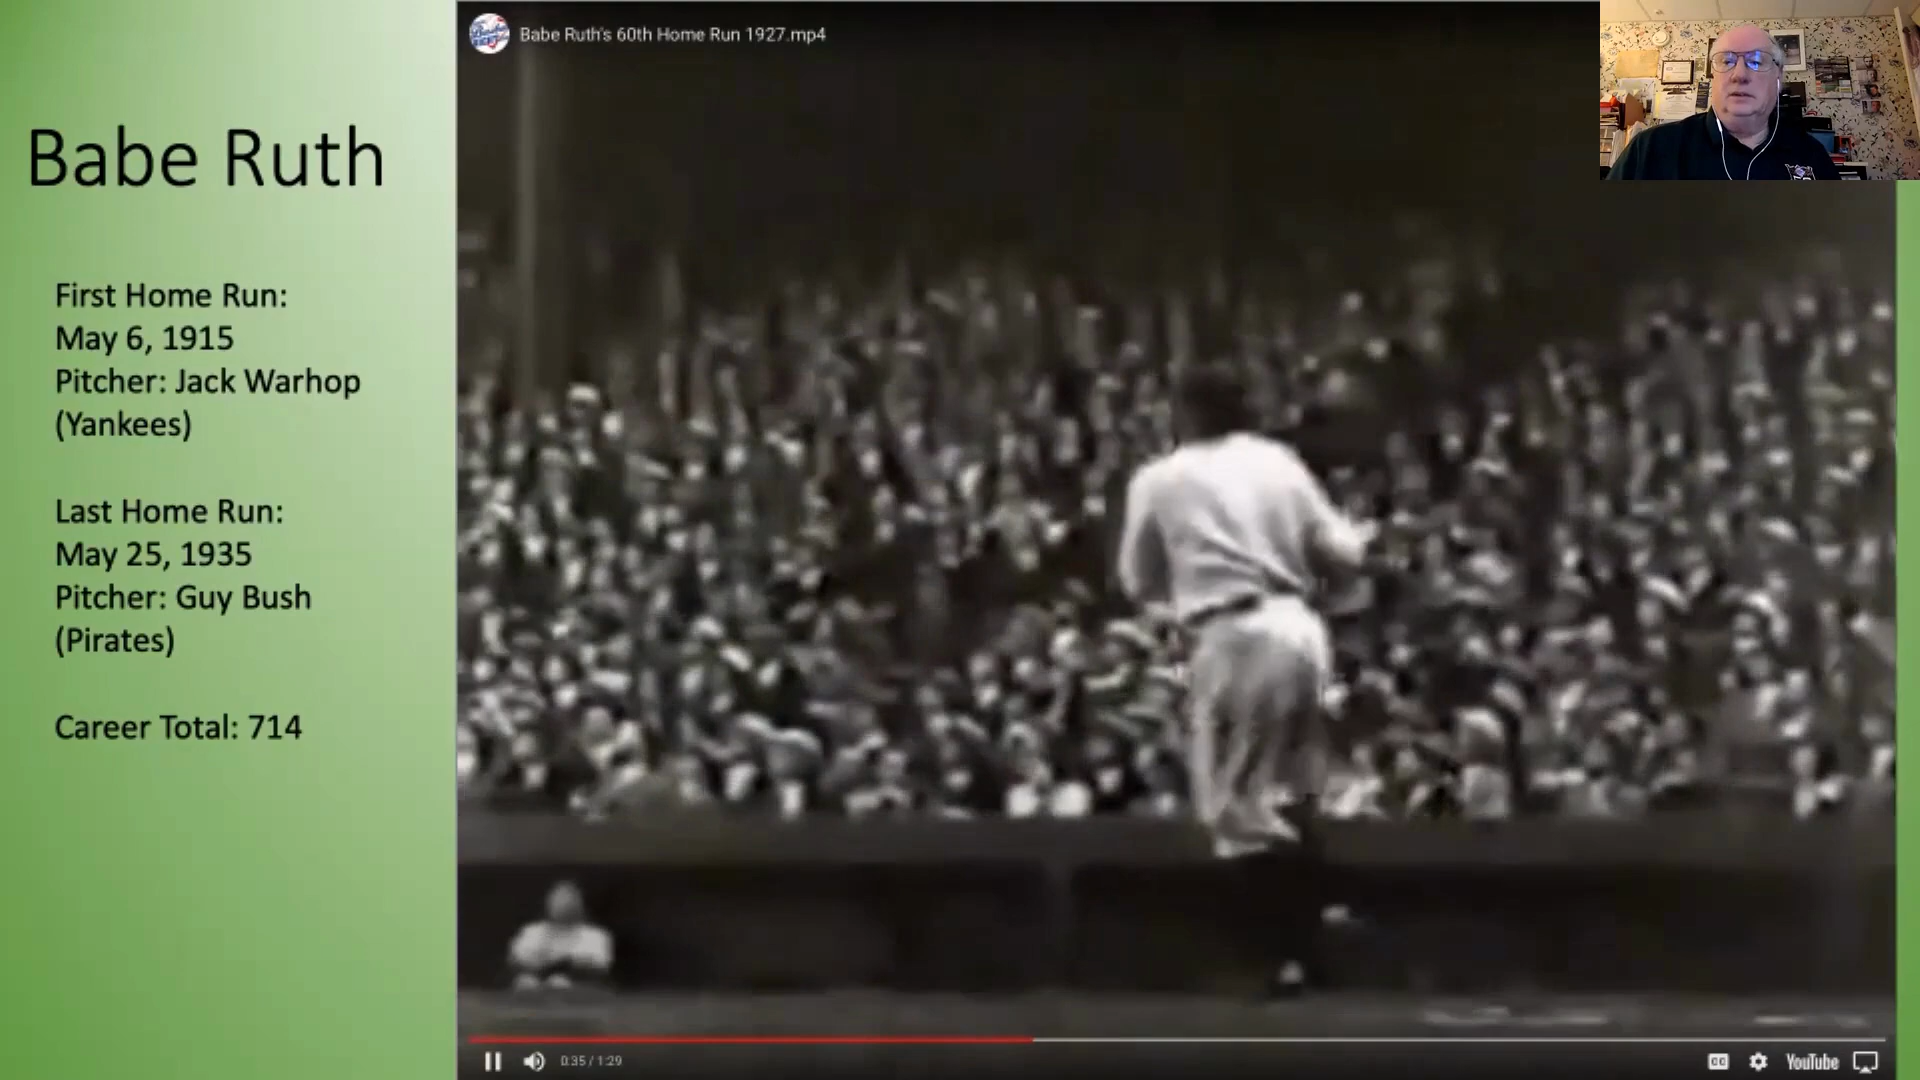 Babe Ruth's 60th Home Run 1927.mp4
Babe Ruth
First Home Run:
May 6, 1915
Pitcher: Jack Warhop
(Yankees)
Last Home Run:
May 25, 1935
Pitcher: Guy Bush
(Pirates)
Career Total: 714
0:35 / 1:29
CC
YouTube